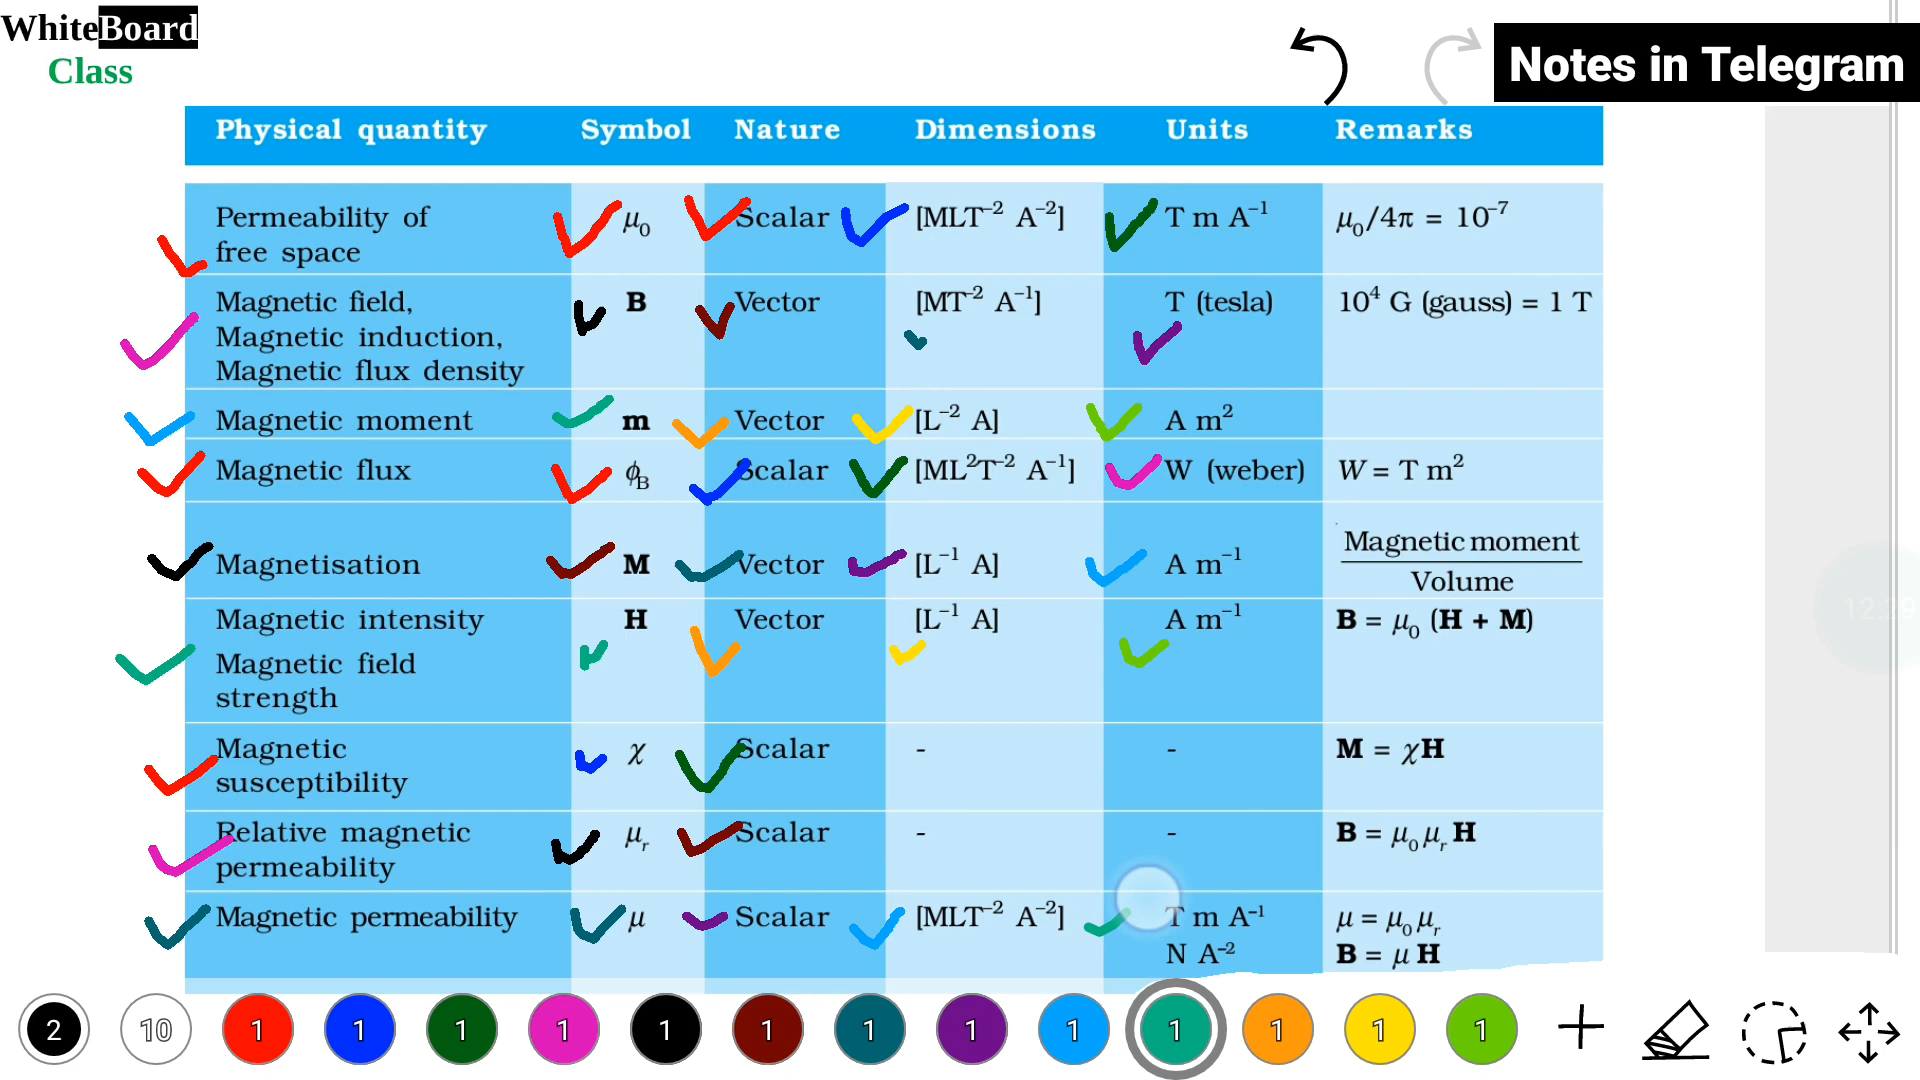 WhiteBoard
Class
Notes in Telegram
Physical quantity Symbol Nature Dimensions Units Remarks
Permeability of free space μ₀ Scalar [MLT⁻² A⁻²] T m A⁻¹ μ₀/4π = 10⁻⁷
Magnetic field, Magnetic induction, Magnetic flux density B Vector [MT⁻² A⁻¹] T (tesla) 10⁴ G (gauss) = 1 T
Magnetic moment m Vector [L⁻² A] A m²
Magnetic flux ϕ_B Scalar [ML²T⁻² A⁻¹] W (weber) W = T m²
Magnetisation M Vector [L⁻¹ A] A m⁻¹ Magnetic moment / Volume
Magnetic intensity Magnetic field strength H Vector [L⁻¹ A] A m⁻¹ B = μ₀ (H + M)
Magnetic susceptibility χ Scalar - - M = χH
Relative magnetic permeability μᵣ Scalar - - B = μ₀ μᵣ H
Magnetic permeability μ Scalar [MLT⁻² A⁻²] T m A⁻¹ μ = μ₀ μᵣ
N A⁻² B = μ H
12:29
2 10 1 1 1 1 1 1 1 1 1 1 1 1 1